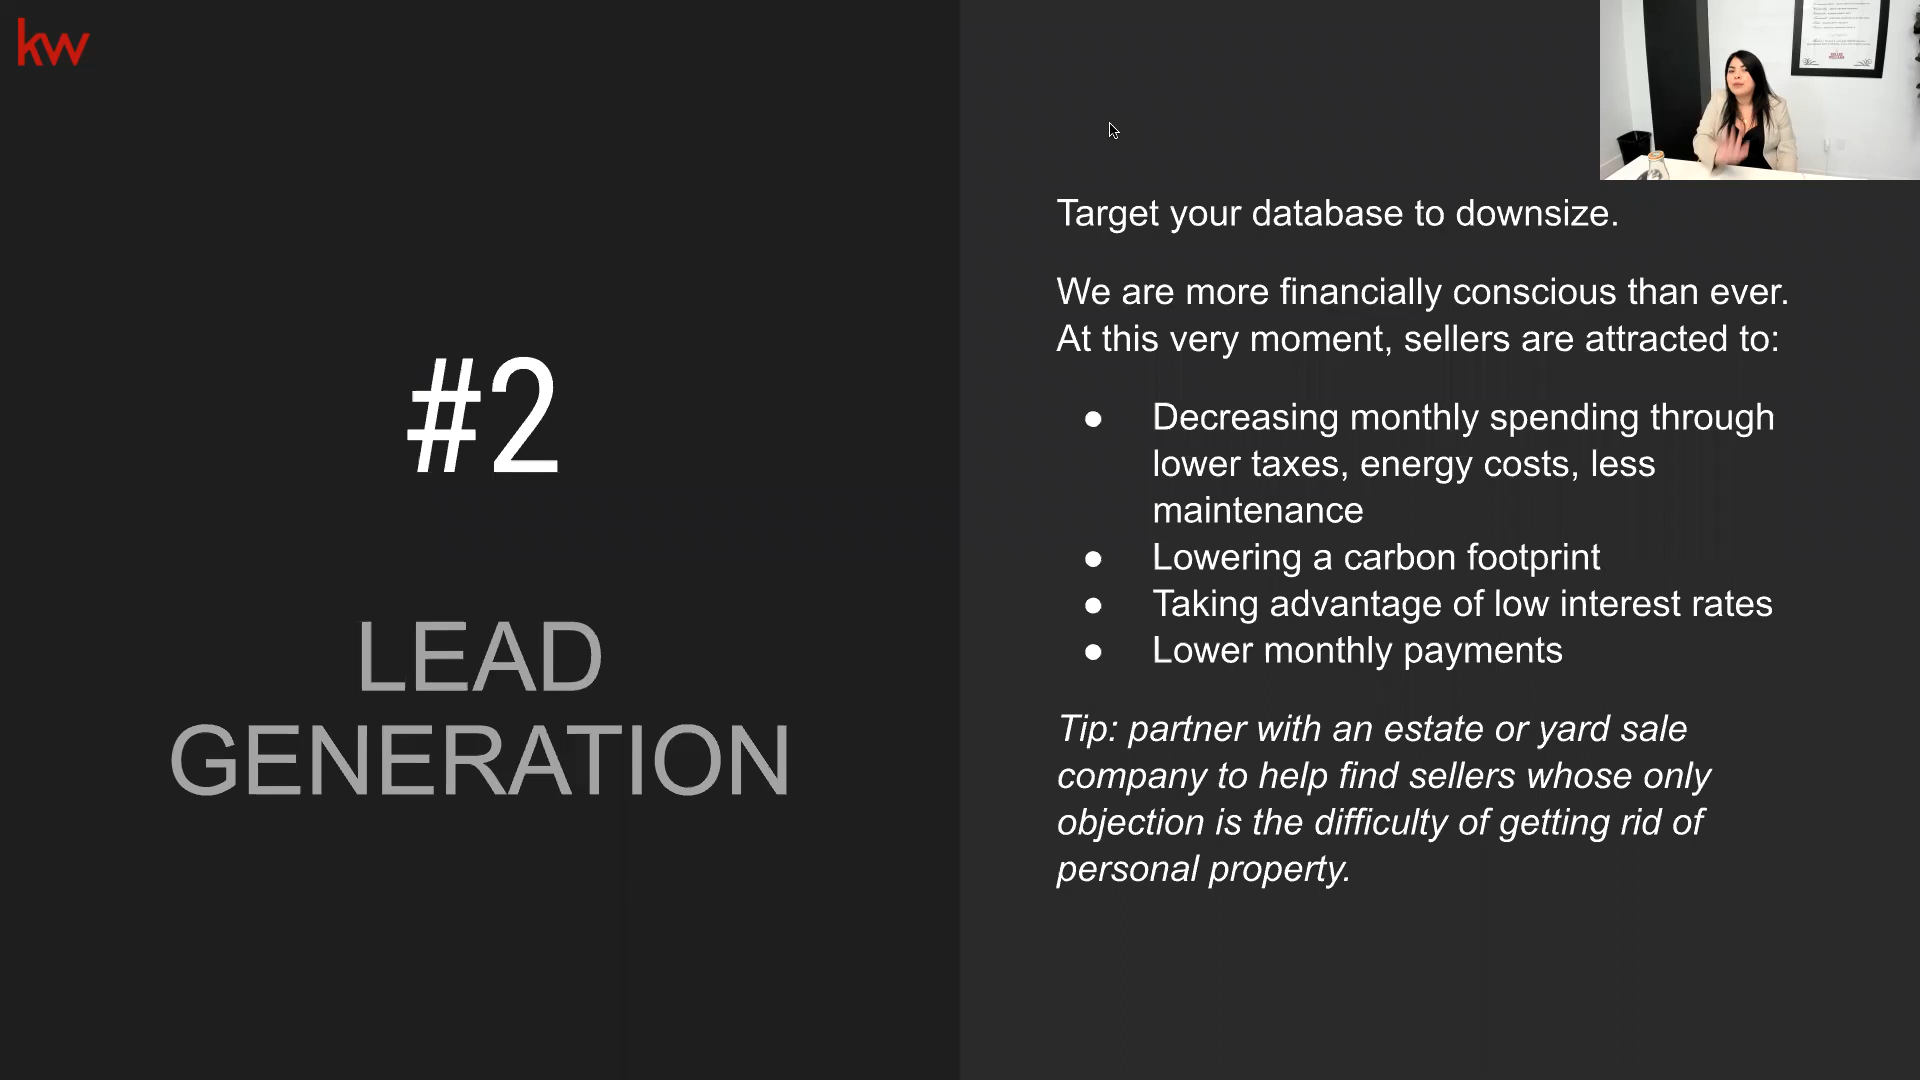 kw
#2
LEAD
GENERATION
Target your database to downsize.
We are more financially conscious than ever.
At this very moment, sellers are attracted to:
● Decreasing monthly spending through
lower taxes, energy costs, less
maintenance
● Lowering a carbon footprint
● Taking advantage of low interest rates
● Lower monthly payments
Tip: partner with an estate or yard sale
company to help find sellers whose only
objection is the difficulty of getting rid of
personal property.